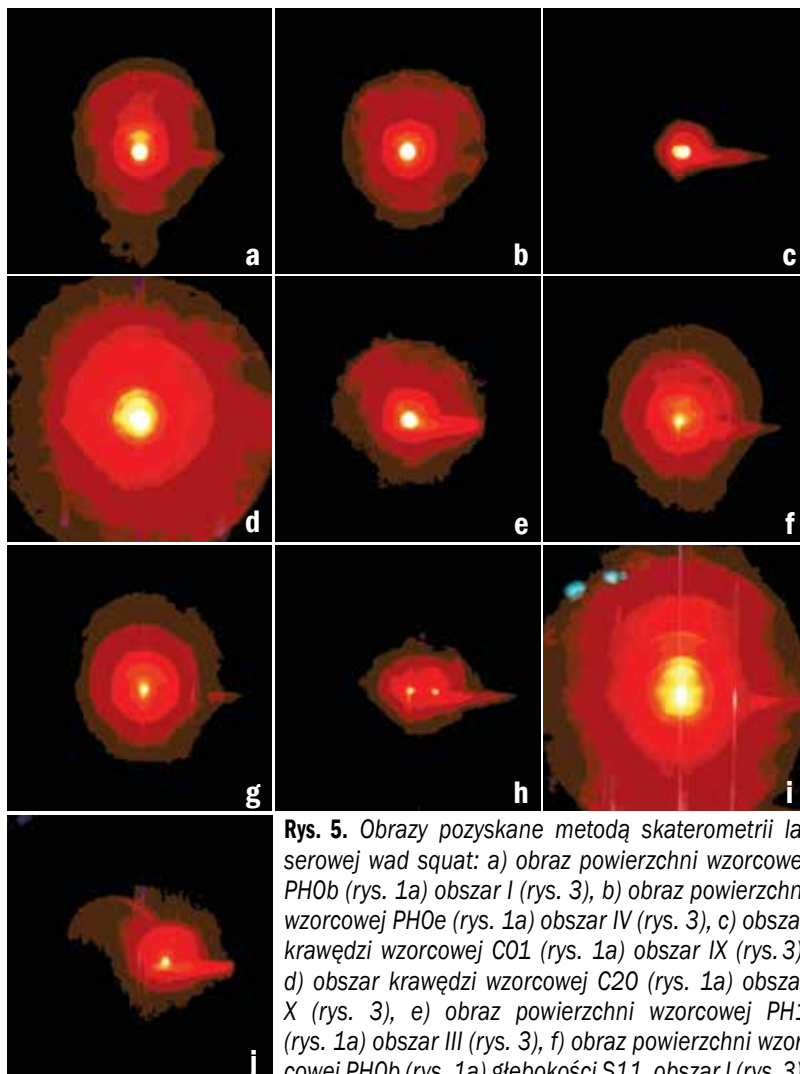 a
b
c
d
e
f
g
h
i
Rys. 5. Obrazy pozyskane metodą skaterometrii la
serowej wad squat: a) obraz powierzchni wzorcowe
PH0b (rys. 1a) obszar I (rys. 3), b) obraz powierzchn
wzorcowej PH0e (rys. 1a) obszar IV (rys. 3), c) obsza
krawędzi wzorcowej C01 (rys. 1a) obszar IX (rys. 3)
d) obszar krawędzi wzorcowej C20 (rys. 1a) obsza
X (rys. 3), e) obraz powierzchni wzorcowej PH1
(rys. 1a) obszar III (rys. 3), f) obraz powierzchni wzor
cowej PH0b (rys. 1a) głębokości S11, obszar I (rys. 3)
j